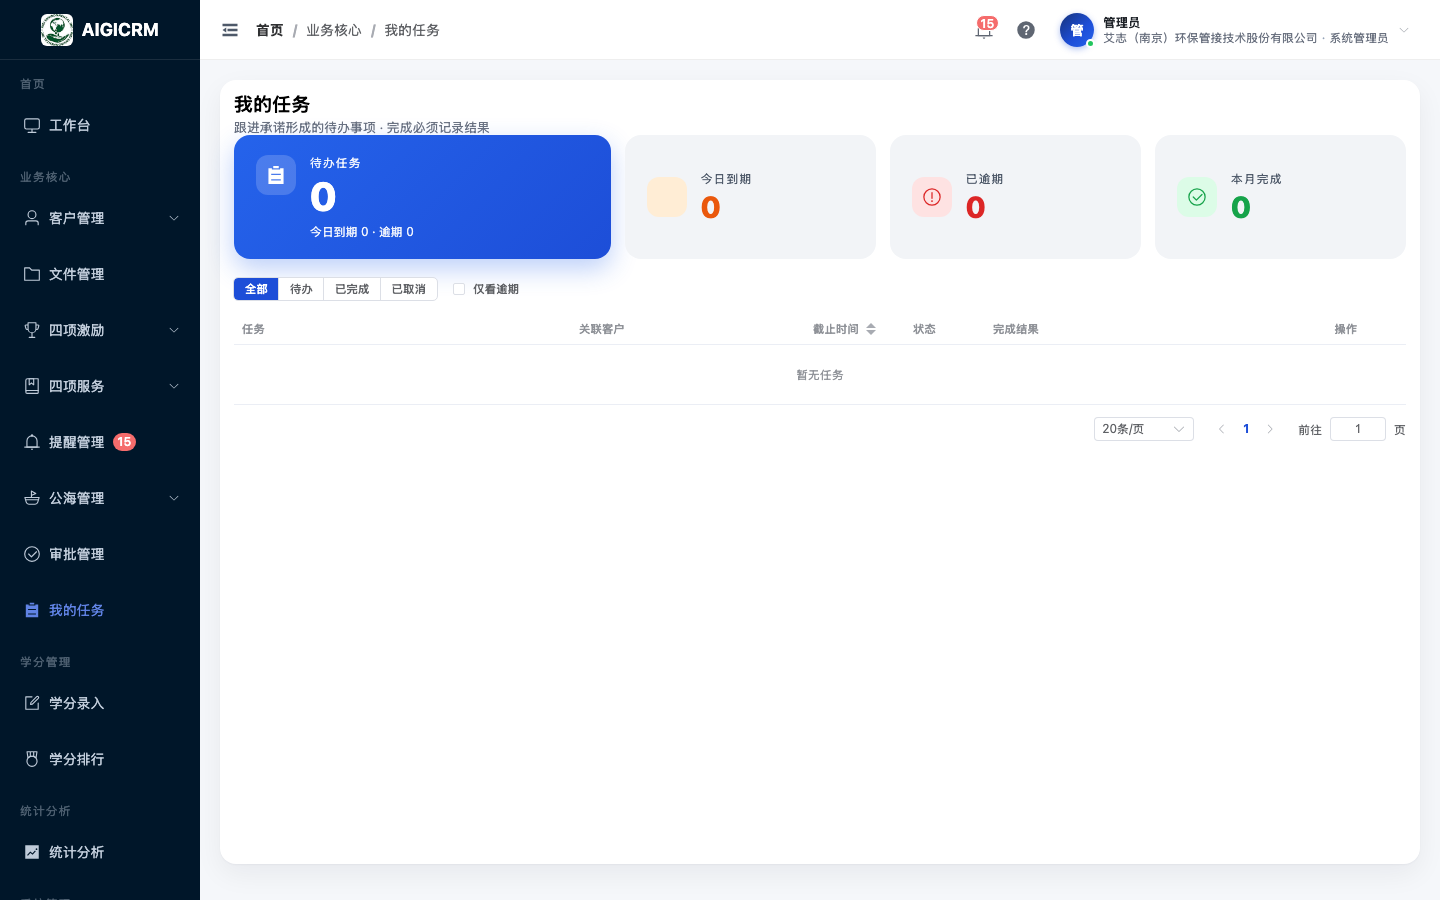 AIGICRM
首页
工作台
业务核心
客户管理
文件管理
四项激励
四项服务
提醒管理 15
公海管理
审批管理
我的任务
学分管理
学分录入
学分排行
统计分析
统计分析
首页 / 业务核心 / 我的任务
15
管
管理员
艾志（南京）环保管接技术股份有限公司 · 系统管理员
我的任务
跟进承诺形成的待办事项 · 完成必须记录结果
待办任务
0
今日到期 0 · 逾期 0
今日到期
0
已逾期
0
本月完成
0
全部 待办 已完成 已取消 仅看逾期
任务 关联客户 截止时间 状态 完成结果 操作
暂无任务
20条/页 1 前往 1 页